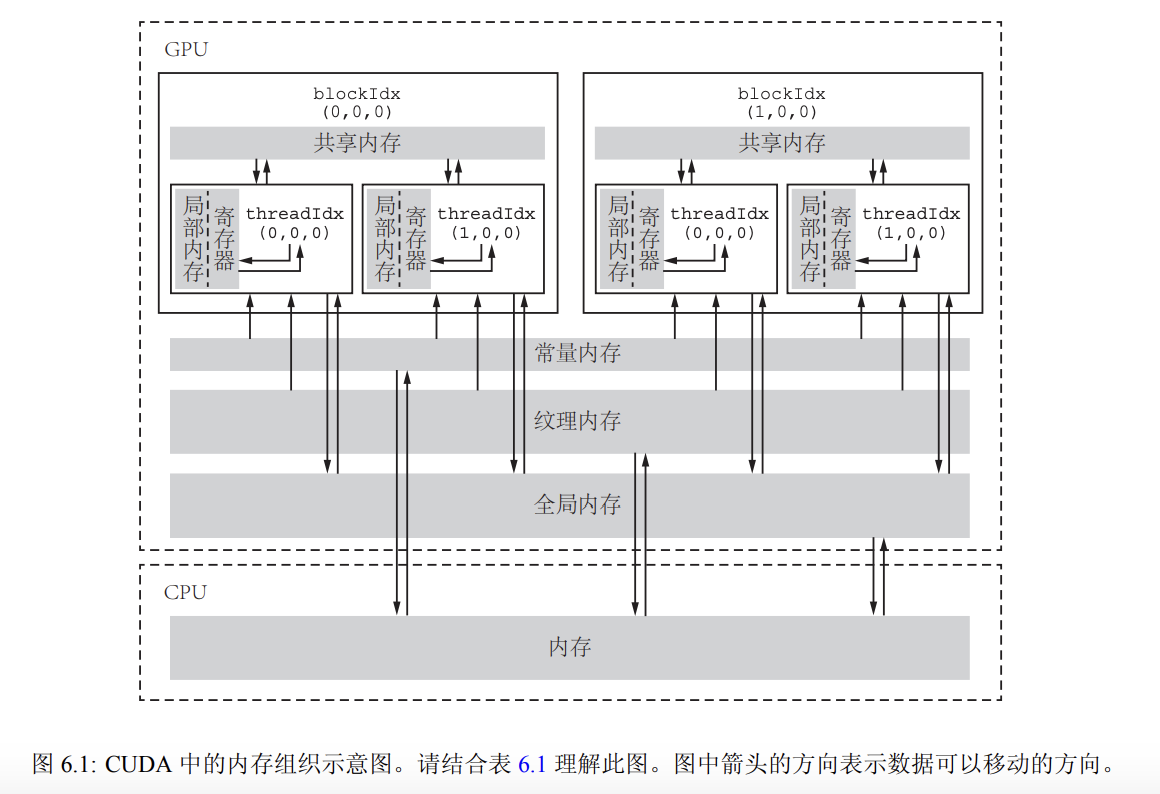 GPU
blockIdx
(0,0,0)
共享内存
局部内存
寄存器
threadIdx
(0,0,0)
局部内存
寄存器
threadIdx
(1,0,0)
blockIdx
(1,0,0)
共享内存
局部内存
寄存器
threadIdx
(0,0,0)
局部内存
寄存器
threadIdx
(1,0,0)
常量内存
纹理内存
全局内存
CPU
内存
图 6.1: CUDA 中的内存组织示意图。请结合表 6.1 理解此图。图中箭头的方向表示数据可以移动的方向。